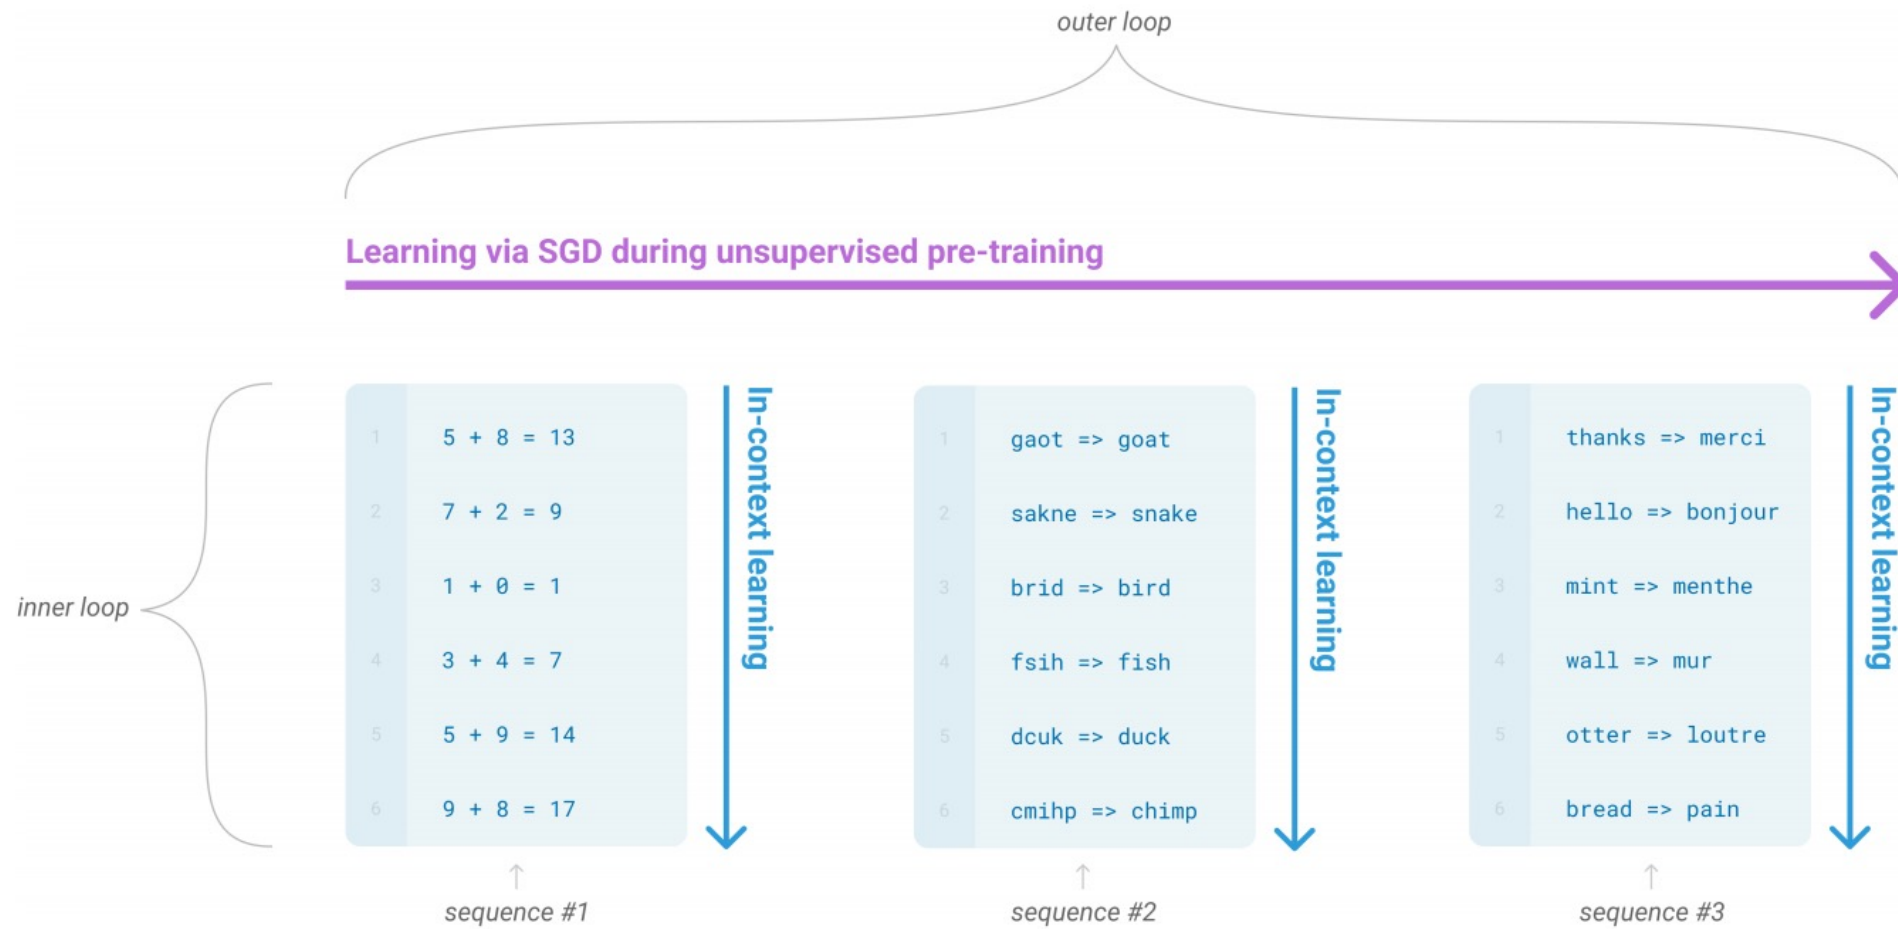 outer loop
Learning via SGD during unsupervised pre-training
inner loop
1 5 + 8 = 13
2 7 + 2 = 9
3 1 + 0 = 1
4 3 + 4 = 7
5 5 + 9 = 14
6 9 + 8 = 17
In-context learning
sequence #1
1 gaot => goat
2 sakne => snake
3 brid => bird
4 fsih => fish
5 dcuk => duck
6 cmihp => chimp
In-context learning
sequence #2
1 thanks => merci
2 hello => bonjour
3 mint => menthe
4 wall => mur
5 otter => loutre
6 bread => pain
In-context learning
sequence #3